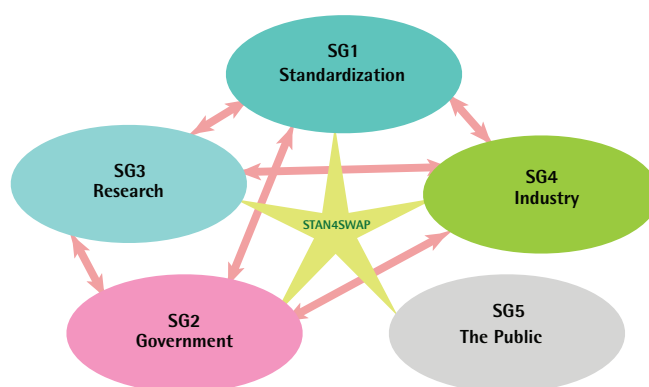 SG1
Standardization
SG3
Research
SG4
Industry
STAN4SWAP
SG2
Government
SG5
The Public